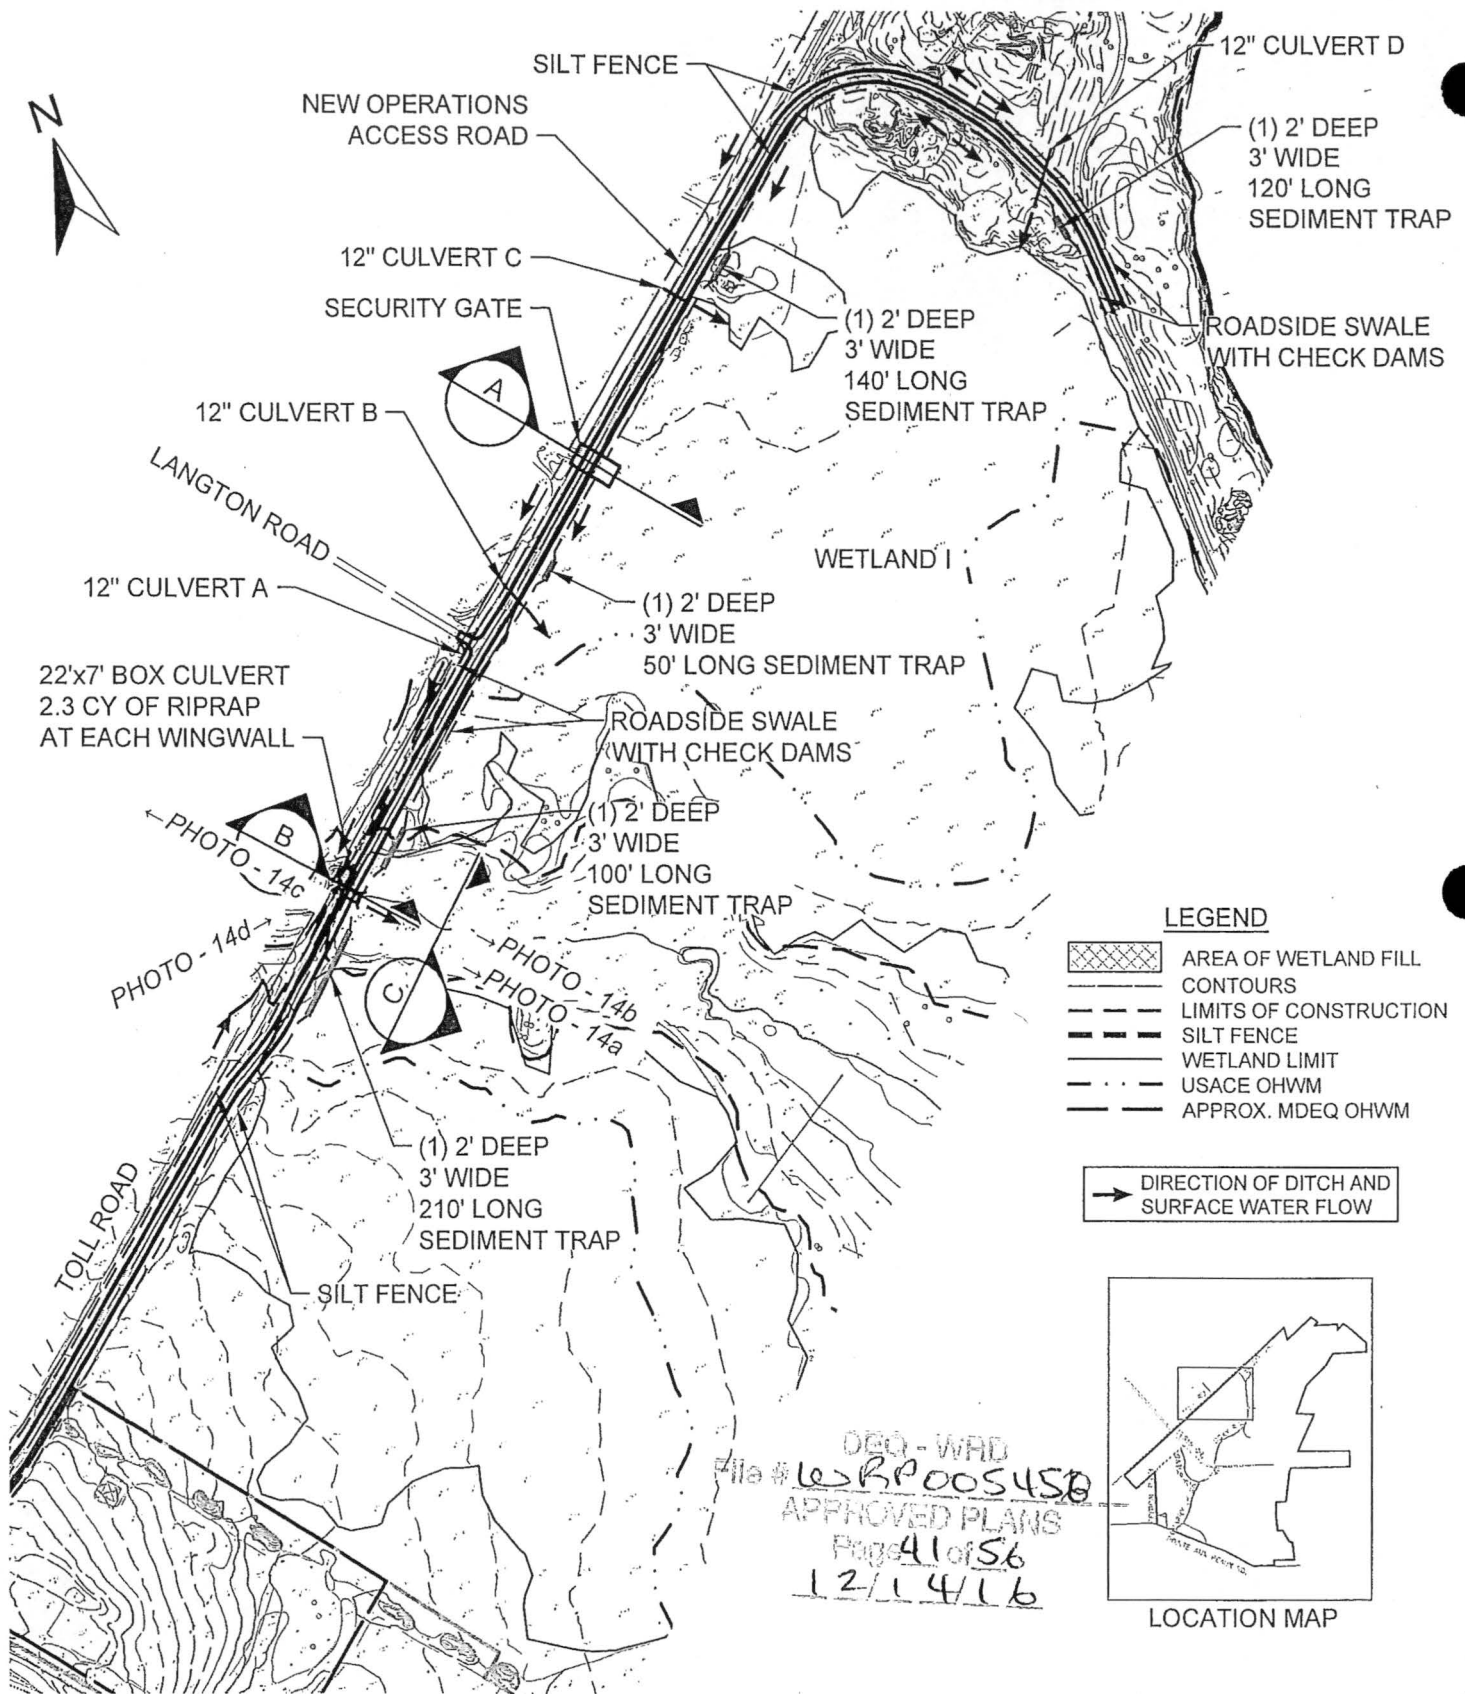 SILT FENCE
12" CULVERT D
N
NEW OPERATIONS
ACCESS ROAD
(1) 2' DEEP
3' WIDE
120' LONG
SEDIMENT TRAP
12" CULVERT C
SECURITY GATE
(1) 2' DEEP
3' WIDE
140' LONG
SEDIMENT TRAP
ROADSIDE SWALE
WITH CHECK DAMS
A
12" CULVERT B
LANGTON ROAD
WETLAND I
12" CULVERT A
(1) 2' DEEP
3' WIDE
50' LONG SEDIMENT TRAP
22'x7' BOX CULVERT
2.3 CY OF RIPRAP
AT EACH WINGWALL
ROADSIDE SWALE
WITH CHECK DAMS
(1) 2' DEEP
3' WIDE
100' LONG
SEDIMENT TRAP
B
←PHOTO - 14c
PHOTO - 14d→
→PHOTO - 14b
→PHOTO - 14a
C
(1) 2' DEEP
3' WIDE
210' LONG
SEDIMENT TRAP
TOLL ROAD
SILT FENCE
LEGEND
AREA OF WETLAND FILL
CONTOURS
LIMITS OF CONSTRUCTION
SILT FENCE
WETLAND LIMIT
USACE OHWM
APPROX. MDEQ OHWM
DIRECTION OF DITCH AND
SURFACE WATER FLOW
DEQ - WRD
File #
APPROVED PLANS
Page 41 of 56
12/14/16
LOCATION MAP